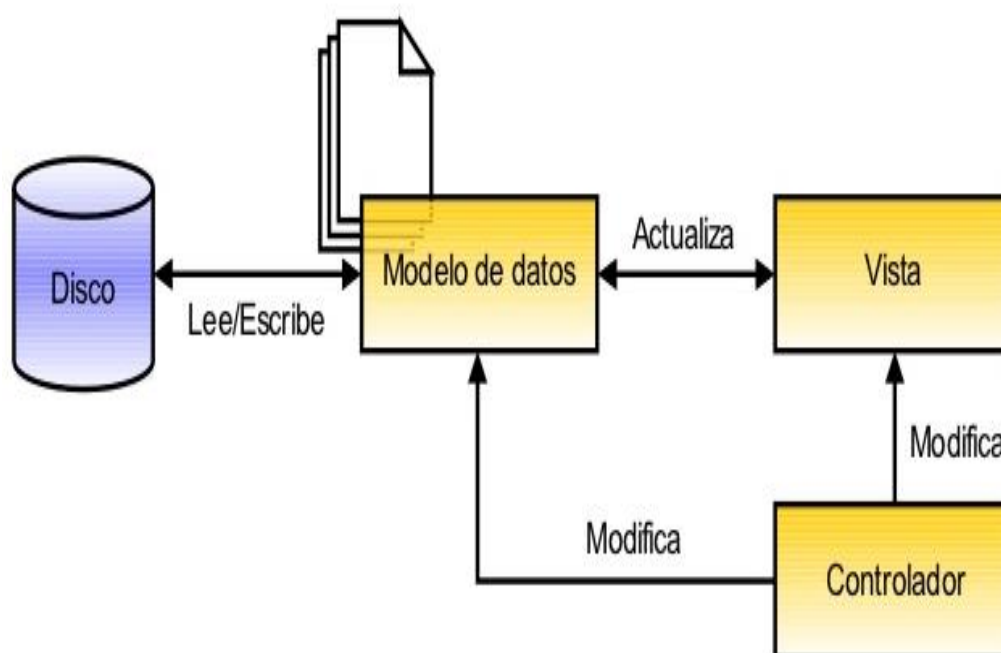 Actualiza
Disco
Modelo de datos
Vista
Lee/Escribe
Modifica
Modifica
Controlador